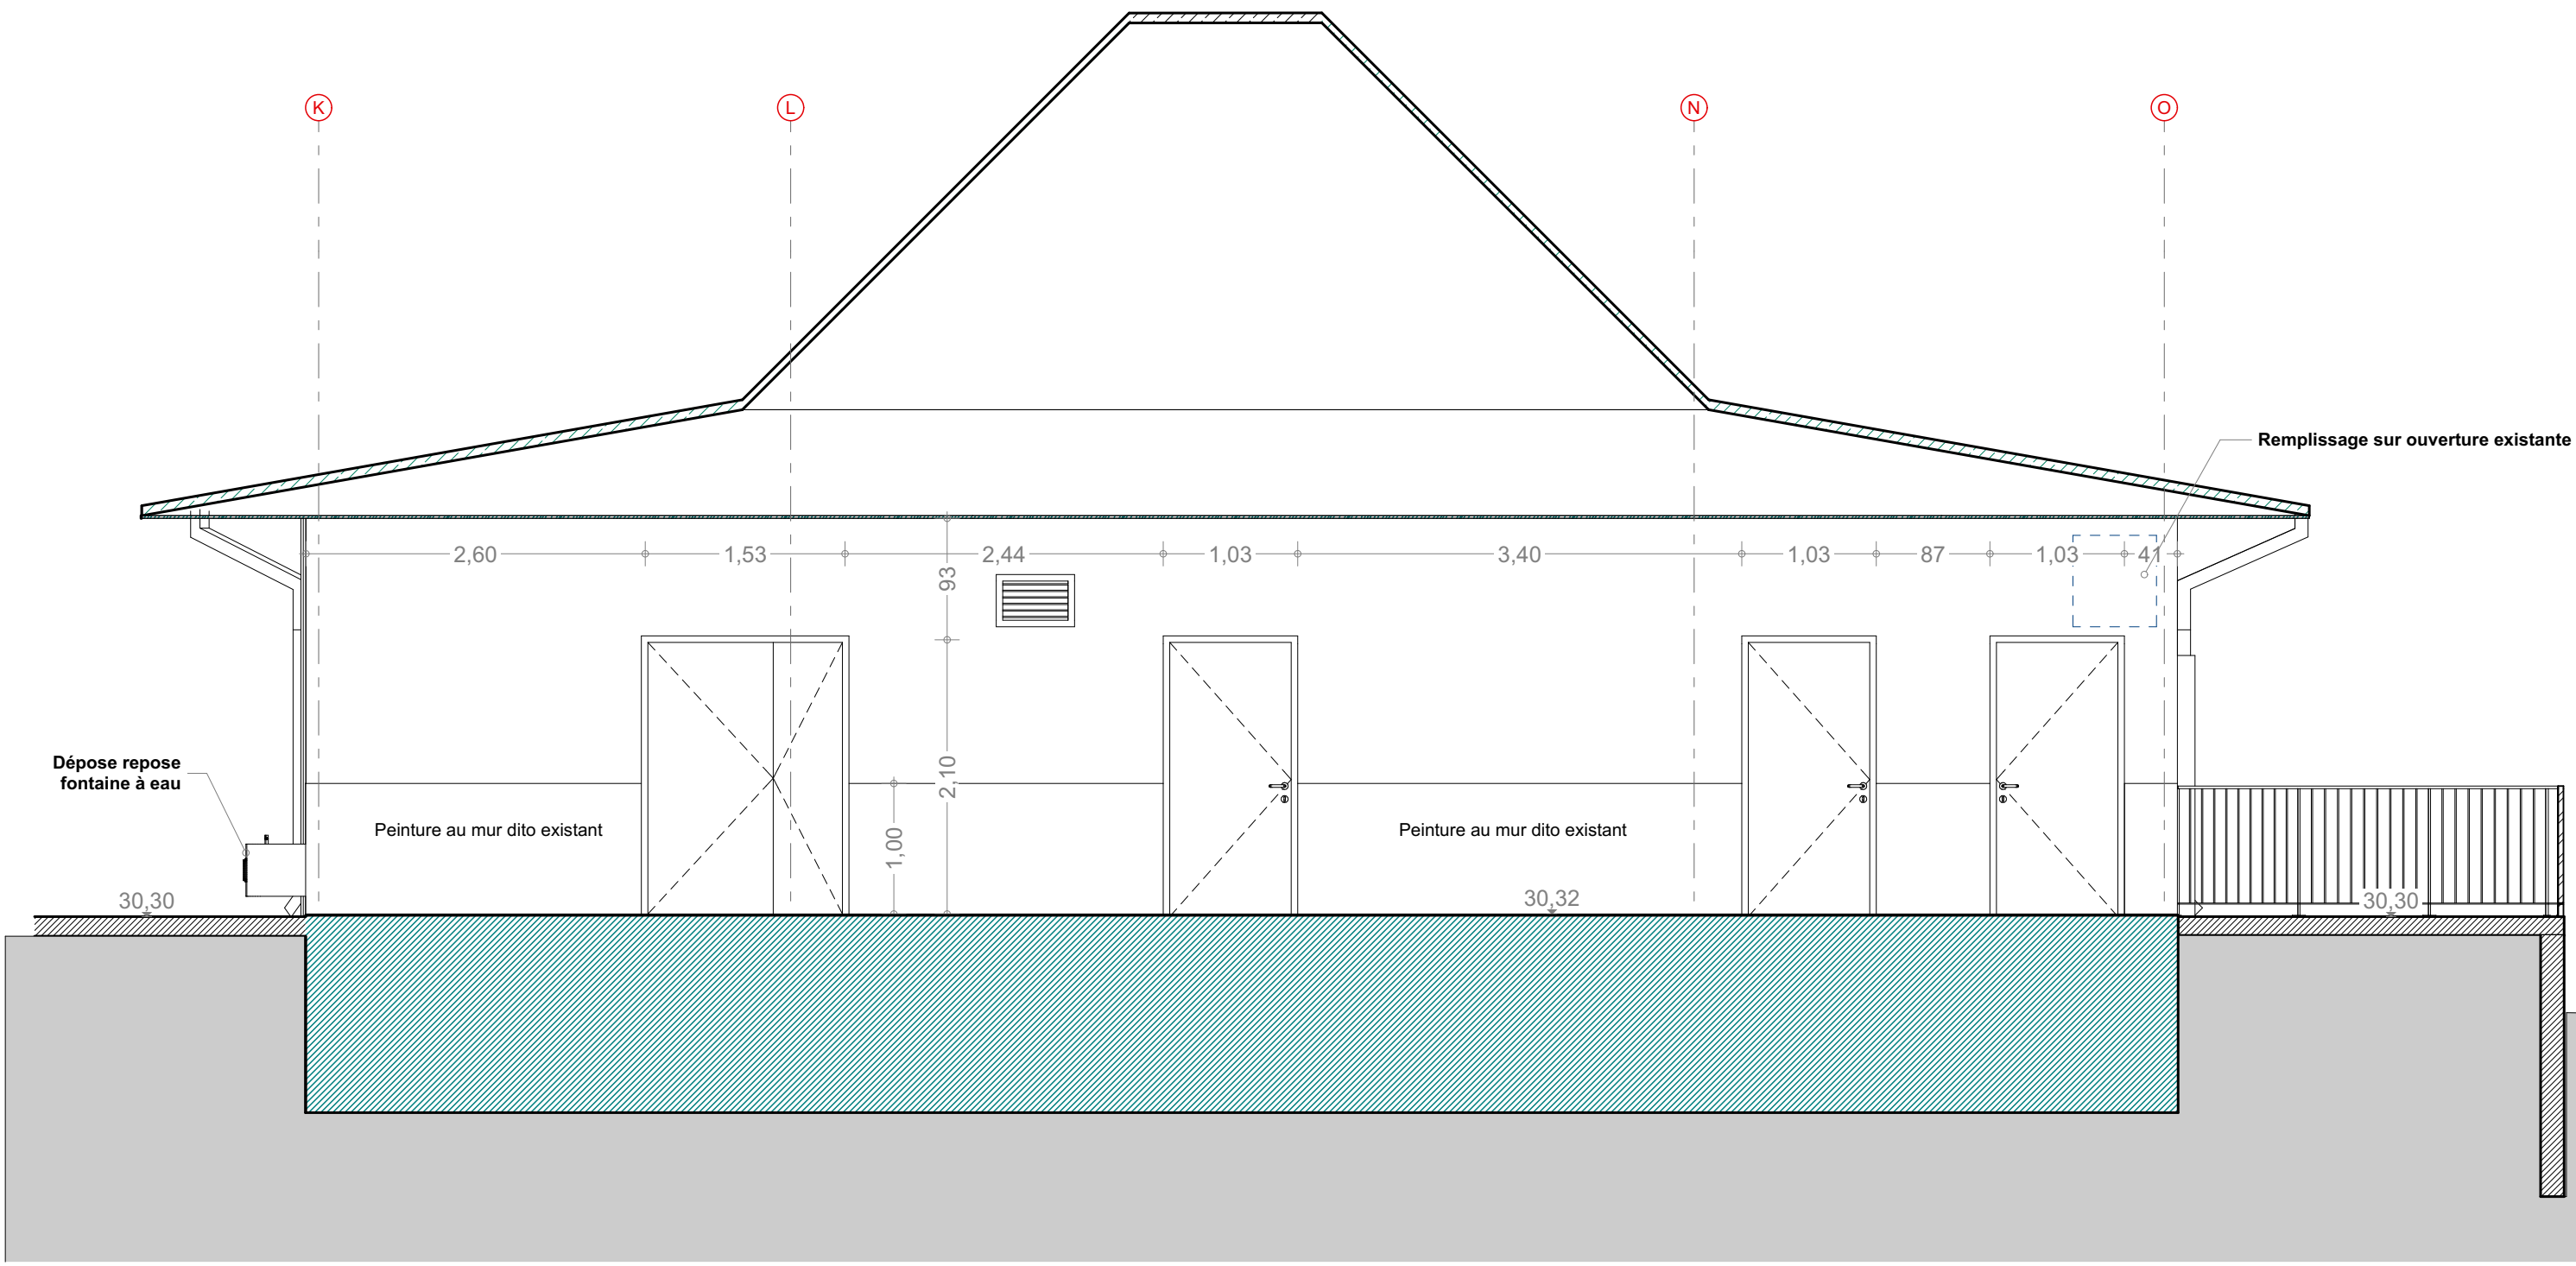 K
L
N
O
Remplissage sur ouverture existante
2,60
1,53
2,44
1,03
3,40
1,03
87
1,03
41
93
Dépose repose
fontaine à eau
2,10
1,00
Peinture au mur dito existant
Peinture au mur dito existant
30,30
30,32
30,30